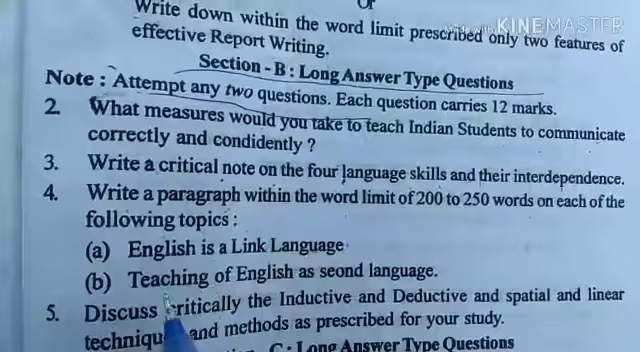 Or
Write down within the word limit prescribed only two features of
effective Report Writing.
Made with KINEMASTER
Section - B : Long Answer Type Questions
Note : Attempt any two questions. Each question carries 12 marks.
2. What measures would you take to teach Indian Students to communicate
correctly and condidently ?
3. Write a critical note on the four language skills and their interdependence.
4. Write a paragraph within the word limit of 200 to 250 words on each of the
following topics :
(a) English is a Link Language
(b) Teaching of English as seond language.
5. Discuss critically the Inductive and Deductive and spatial and linear
and methods as prescribed for your study.
C : Long Answer Type Questions